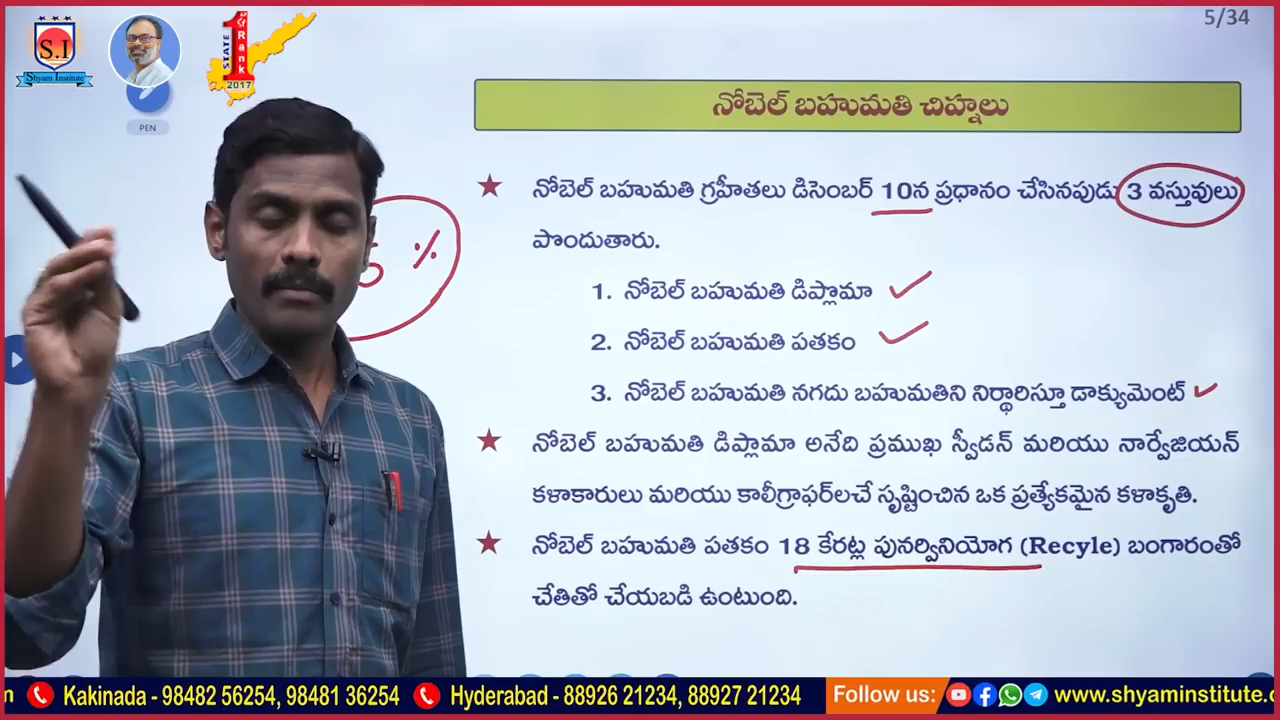 5/34
S.I
Shyam Institute
STATE
1
Rank
2017
PEN
నోబెల్ బహుమతి చిహ్నలు
★ నోబెల్ బహుమతి గ్రహీతలు డిసెంబర్ 10న ప్రధానం చేసినపుడు 3 వస్తువులు
పొందుతారు.
%
1. నోబెల్ బహుమతి డిప్లొమా
2. నోబెల్ బహుమతి పతకం
3. నోబెల్ బహుమతి నగదు బహుమతిని నిర్థారిస్తూ డాక్యుమెంట్
★ నోబెల్ బహుమతి డిప్లామా అనేది ప్రముఖ స్వీడన్ మరియు నార్వేజియన్
కళాకారులు మరియు కాలీగ్రాఫర్‌లచే సృష్టించిన ఒక ప్రత్యేకమైన కళాకృతి.
★ నోబెల్ బహుమతి పతకం 18 కేరట్ల పునర్వినియోగ (Recyle) బంగారంతో
చేతితో చేయబడి ఉంటుంది.
Kakinada - 98482 56254, 98481 36254 Hyderabad - 88926 21234, 88927 21234 Follow us: www.shyaminstitute.c